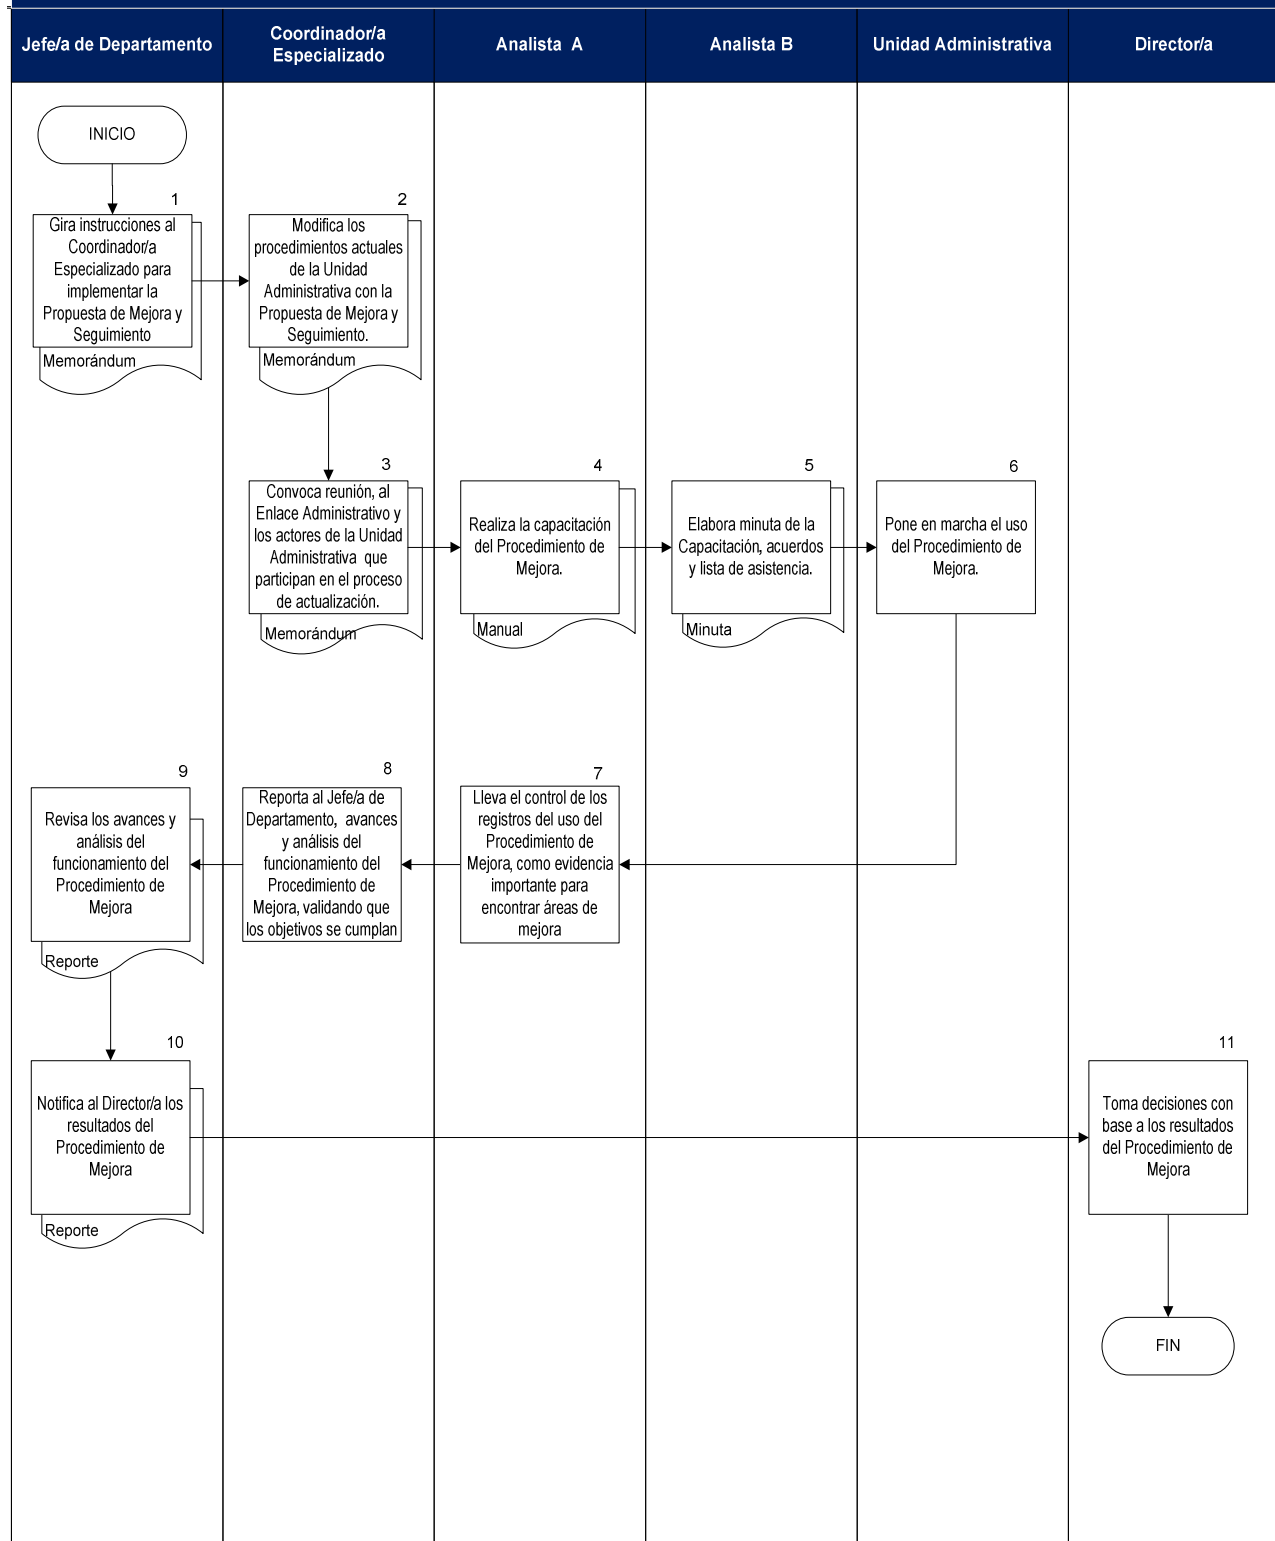 Jefe/a de Departamento
Coordinador/a
Especializado
Analista  A
Analista B
Unidad Administrativa
Director/a
INICIO
1
Gira instrucciones al
Coordinador/a
Especializado para
implementar la
Propuesta de Mejora y
Seguimiento
Memorándum
2
Modifica los
procedimientos actuales
de la Unidad
Administrativa con la
Propuesta de Mejora y
Seguimiento.
Memorándum
3
Convoca reunión, al
Enlace Administrativo y
los actores de la Unidad
Administrativa  que
participan en el proceso
de actualización.
Memorándum
4
Realiza la capacitación
del Procedimiento de
Mejora.
Manual
5
Elabora minuta de la
Capacitación, acuerdos
y lista de asistencia.
Minuta
6
Pone en marcha el uso
del Procedimiento de
Mejora.
7
Lleva el control de los
registros del uso del
Procedimiento de
Mejora, como evidencia
importante para
encontrar áreas de
mejora
8
Reporta al Jefe/a de
Departamento,  avances
y análisis del
funcionamiento del
Procedimiento de
Mejora, validando que
los objetivos se cumplan
9
Revisa los avances y
análisis del
funcionamiento del
Procedimiento de
Mejora
Reporte
10
Notifica al Director/a los
resultados del
Procedimiento de
Mejora
Reporte
11
Toma decisiones con
base a los resultados
del Procedimiento de
Mejora
FIN